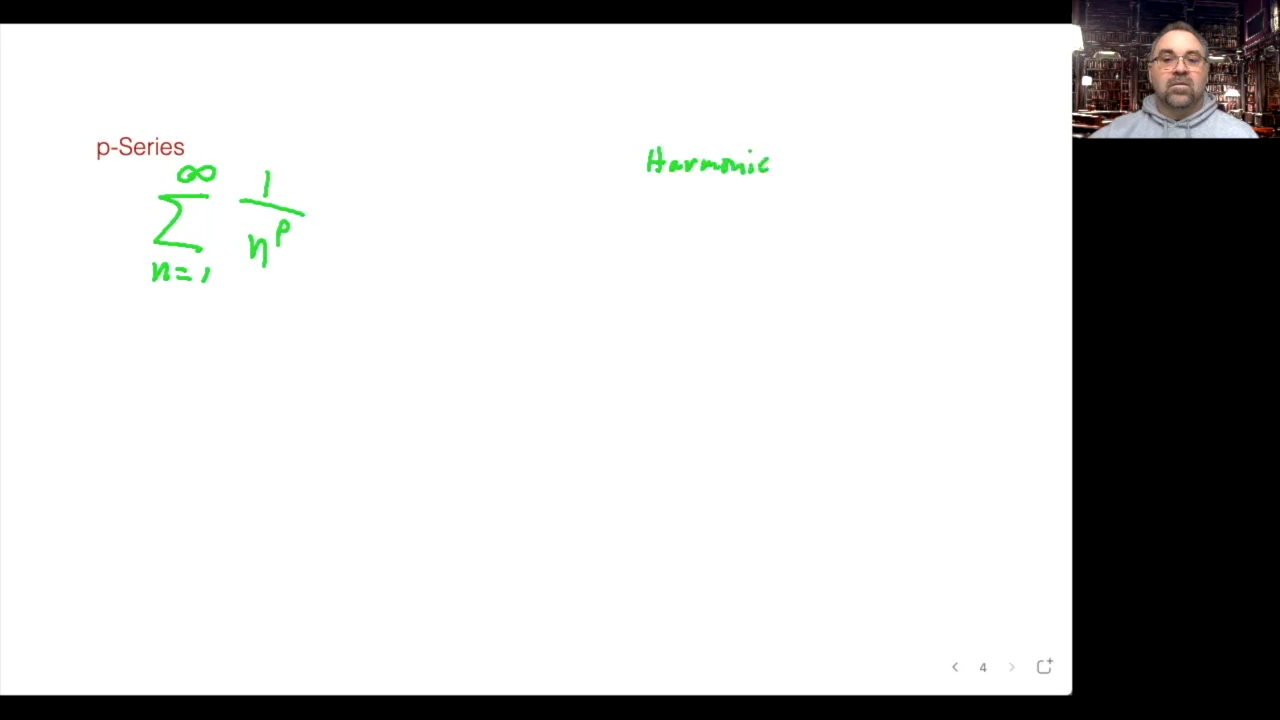 p-Series
∞
∑ 1/n^p
n=1
Harmonic
4